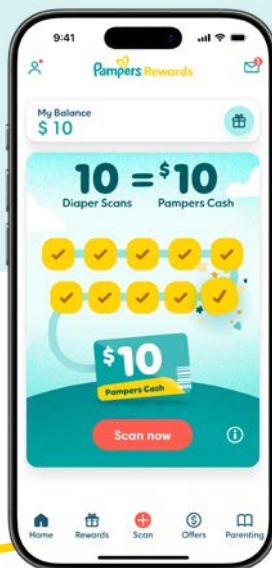 9:41
Pampers Rewards
My Balance
$ 10
10 = $10
Diaper Scans Pampers Cash
$10
Pampers Cash
Scan now
Home Rewards Scan Offers Parenting